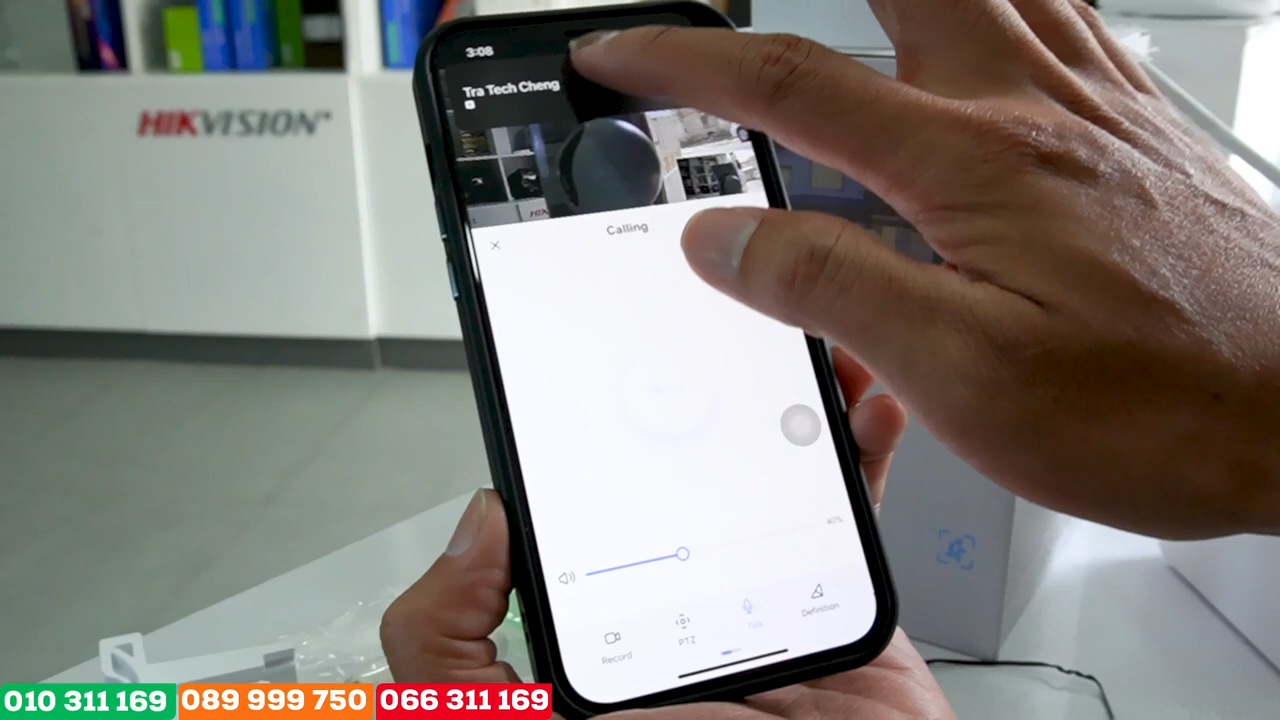 HIKVISION
3:08
Tra Tech Cheng
Calling
40%
Record
PTZ
Talk
Definition
010 311 169
089 999 750
066 311 169